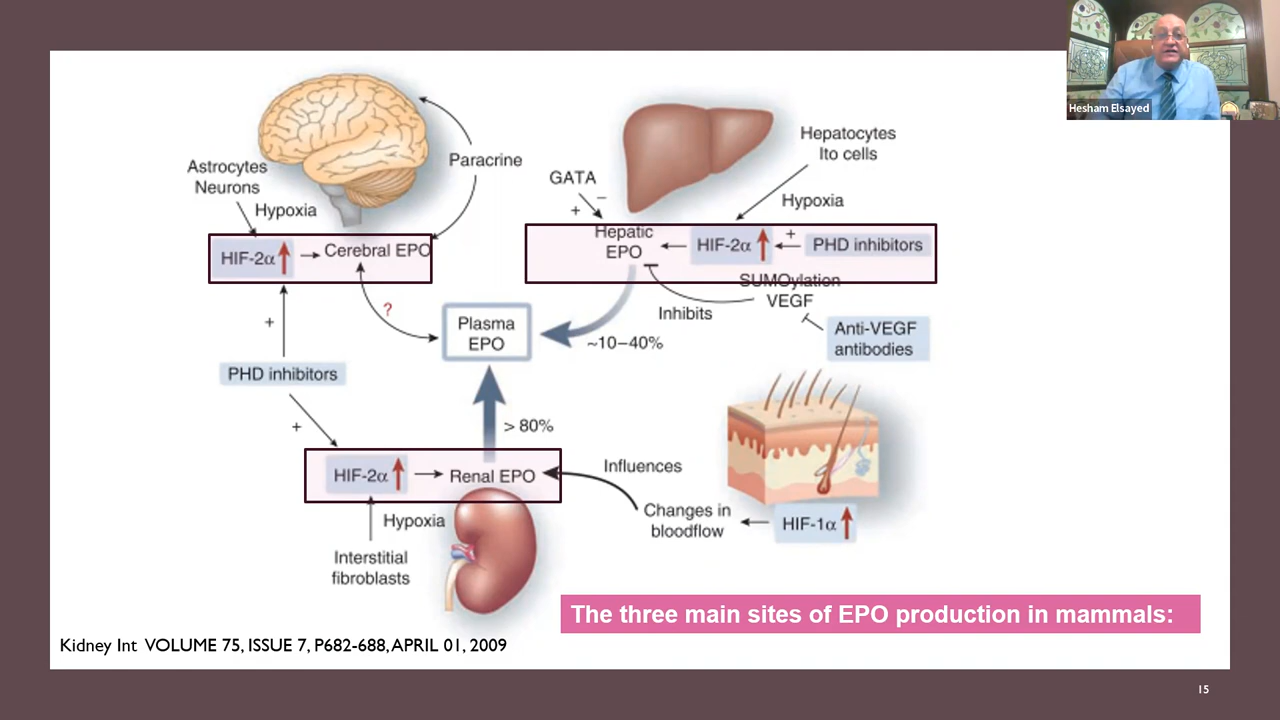 Hesham Elsayed
Astrocytes
Neurons
Hypoxia
Paracrine
HIF-2α
Cerebral EPO
?
+
PHD inhibitors
+
GATA
+ –
Hepatic
EPO
HIF-2α
+
PHD inhibitors
Hepatocytes
Ito cells
Hypoxia
SUMOylation
VEGF
Inhibits
Anti-VEGF
antibodies
Plasma
EPO
~10–40%
> 80%
HIF-2α
Renal EPO
Hypoxia
Interstitial
fibroblasts
Influences
Changes in
bloodflow
HIF-1α
The three main sites of EPO production in mammals:
Kidney Int VOLUME 75, ISSUE 7, P682-688, APRIL 01, 2009
15